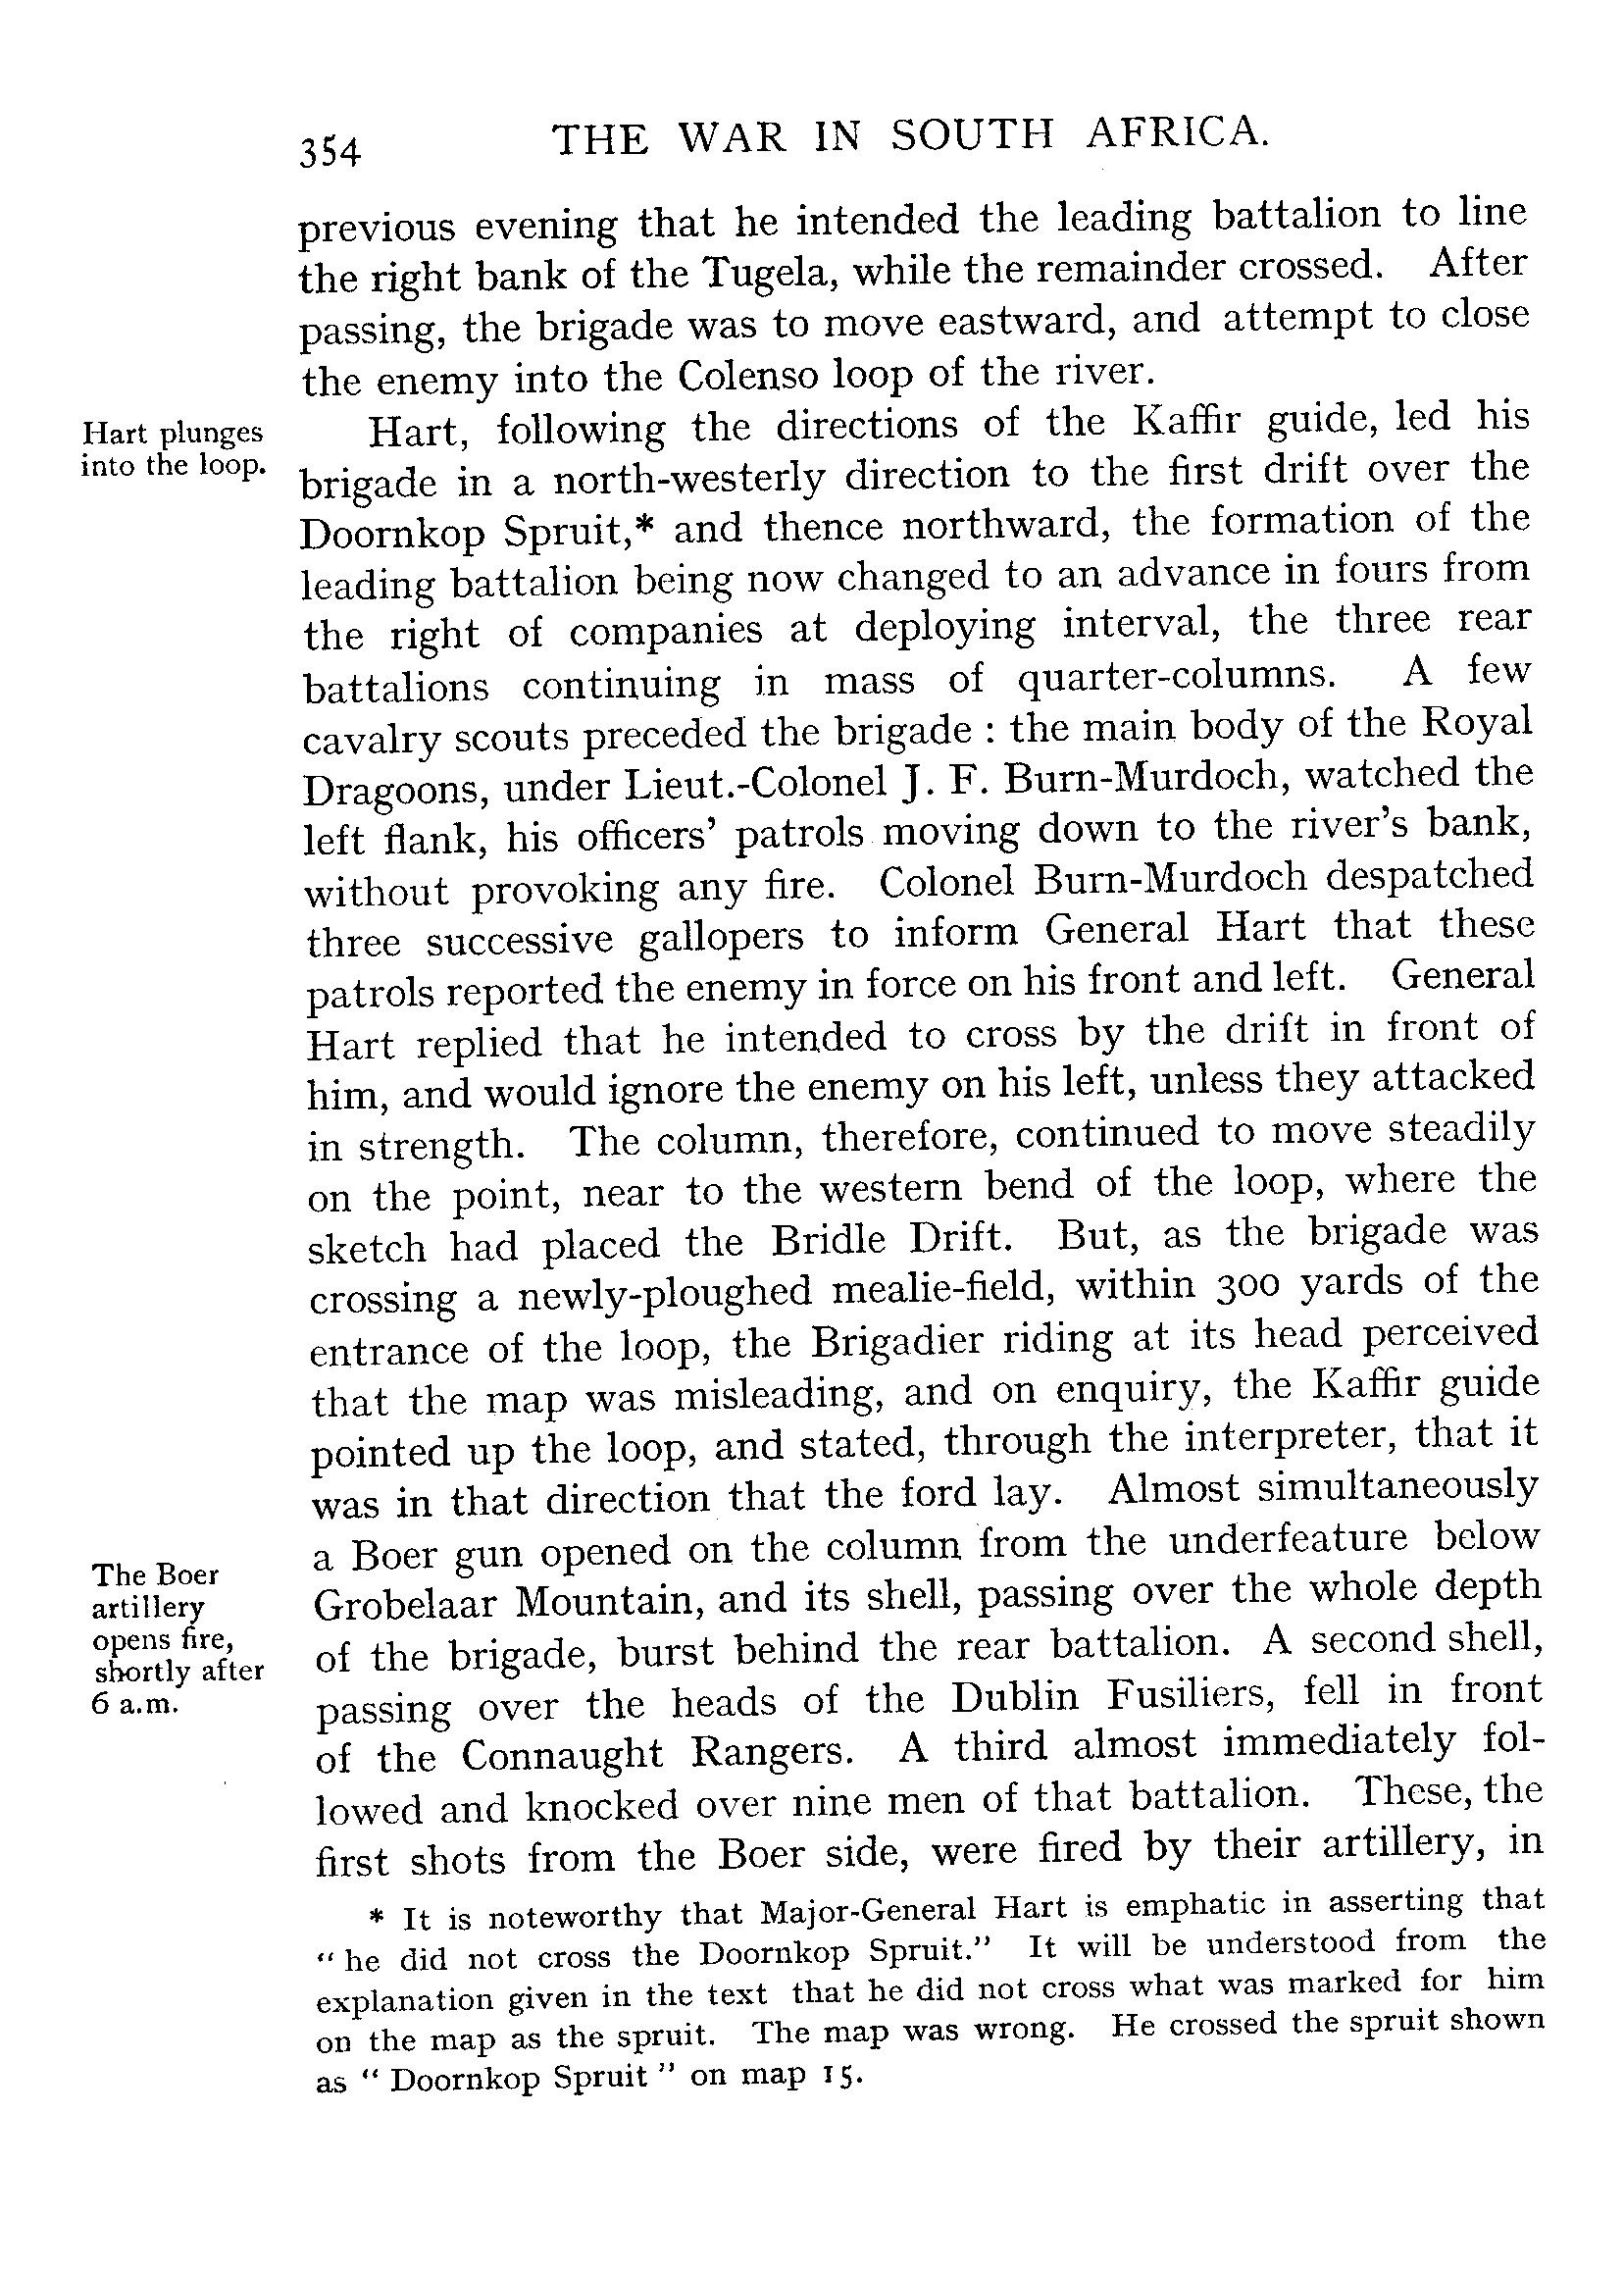 354 THE WAR IN SOUTH AFRICA.
previous evening that he intended the leading battalion to line
the right bank of the Tugela, while the remainder crossed. After
passing, the brigade was to move eastward, and attempt to close
the enemy into the Colenso loop of the river.
Hart plunges
into the loop.
Hart, following the directions of the Kaffir guide, led his
brigade in a north-westerly direction to the first drift over the
Doornkop Spruit,* and thence northward, the formation of the
leading battalion being now changed to an advance in fours from
the right of companies at deploying interval, the three rear
battalions continuing in mass of quarter-columns. A few
cavalry scouts preceded the brigade : the main body of the Royal
Dragoons, under Lieut.-Colonel J. F. Burn-Murdoch, watched the
left flank, his officers' patrols moving down to the river's bank,
without provoking any fire. Colonel Burn-Murdoch despatched
three successive gallopers to inform General Hart that these
patrols reported the enemy in force on his front and left. General
Hart replied that he intended to cross by the drift in front of
him, and would ignore the enemy on his left, unless they attacked
in strength. The column, therefore, continued to move steadily
on the point, near to the western bend of the loop, where the
sketch had placed the Bridle Drift. But, as the brigade was
crossing a newly-ploughed mealie-field, within 300 yards of the
entrance of the loop, the Brigadier riding at its head perceived
that the map was misleading, and on enquiry, the Kaffir guide
pointed up the loop, and stated, through the interpreter, that it
was in that direction that the ford lay. Almost simultaneously
The Boer
artillery
opens fire,
shortly after
6 a.m.
a Boer gun opened on the column from the underfeature below
Grobelaar Mountain, and its shell, passing over the whole depth
of the brigade, burst behind the rear battalion. A second shell,
passing over the heads of the Dublin Fusiliers, fell in front
of the Connaught Rangers. A third almost immediately fol-
lowed and knocked over nine men of that battalion. These, the
first shots from the Boer side, were fired by their artillery, in
* It is noteworthy that Major-General Hart is emphatic in asserting that
"he did not cross the Doornkop Spruit." It will be understood from the
explanation given in the text that he did not cross what was marked for him
on the map as the spruit. The map was wrong. He crossed the spruit shown
as "Doornkop Spruit" on map 15.